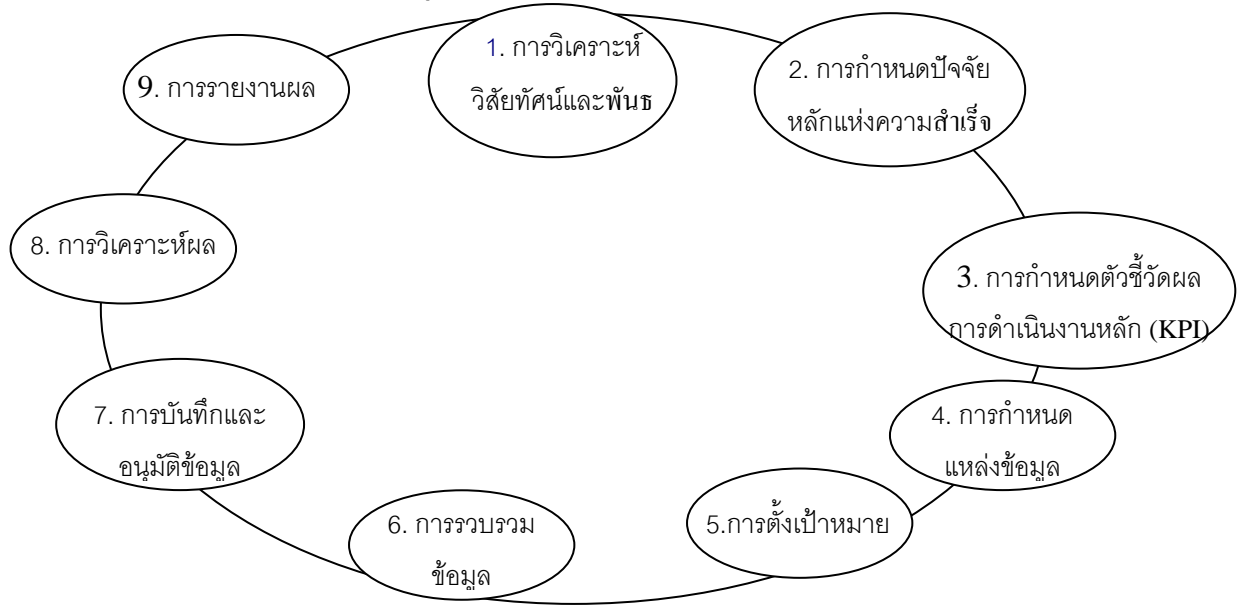 1. การวิเคราะห์
วิสัยทัศน์และพันธ
2. การกำหนดปัจจัย
หลักแห่งความสำเร็จ
3. การกำหนดตัวชี้วัดผล
การดำเนินงานหลัก (KPI)
4. การกำหนด
แหล่งข้อมูล
5.การตั้งเป้าหมาย
6. การรวบรวม
ข้อมูล
7. การบันทึกและ
อนุมัติข้อมูล
8. การวิเคราะห์ผล
9. การรายงานผล